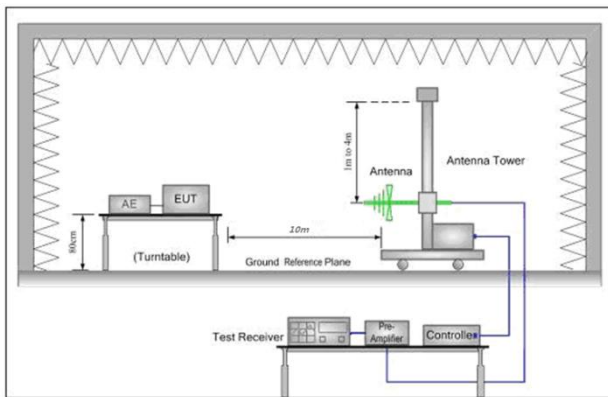 1m to 4m
Antenna
Antenna Tower
AE
EUT
80cm
(Turntable)
10m
Ground Reference Plane
Test Receiver
Pre-
Amplifier
Controller